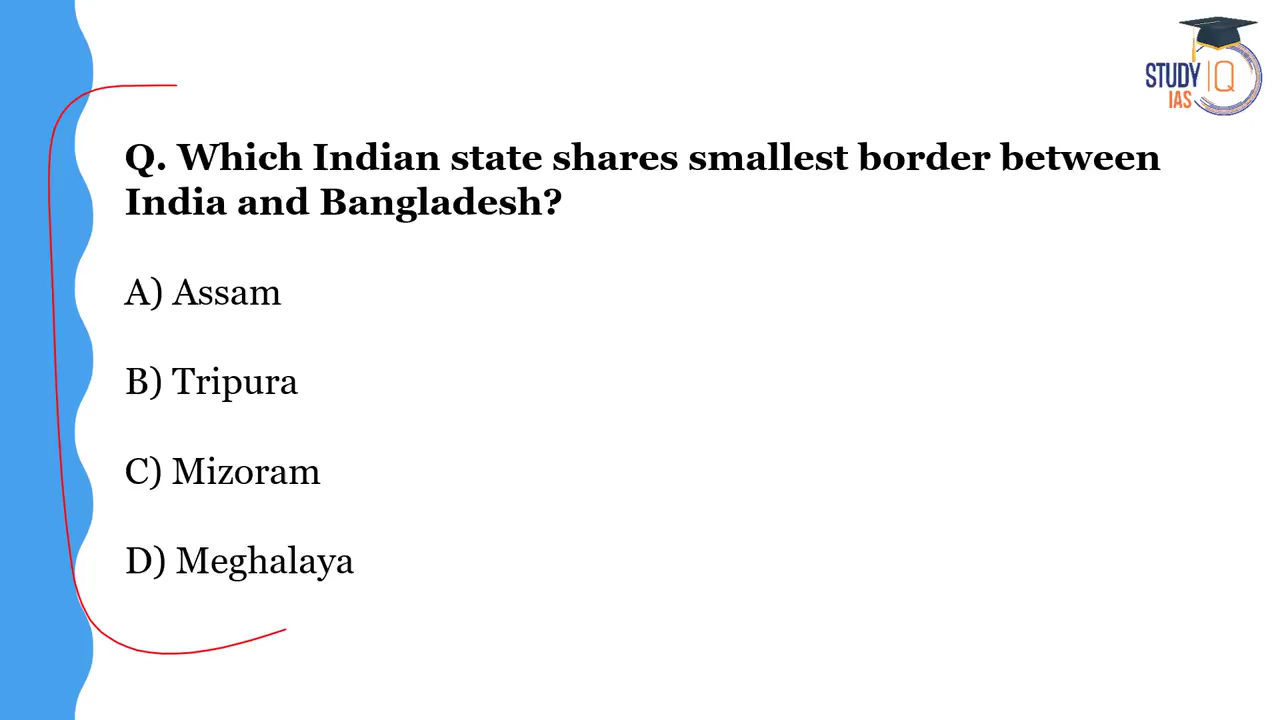 STUDY IQ
IAS
Q. Which Indian state shares smallest border between
India and Bangladesh?
A) Assam
B) Tripura
C) Mizoram
D) Meghalaya